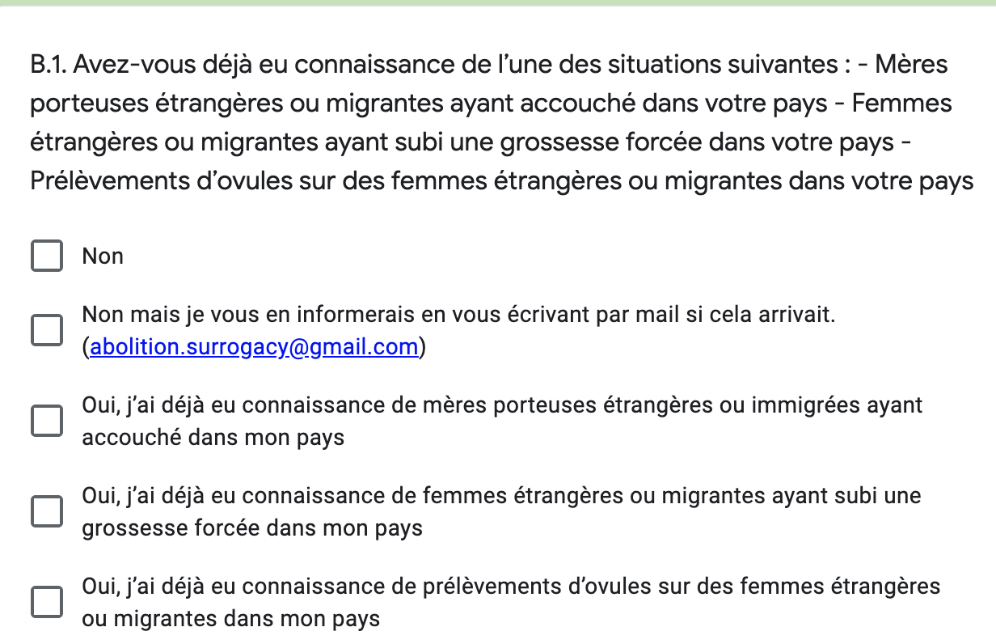 B.1. Avez-vous déjà eu connaissance de l’une des situations suivantes : - Mères
porteuses étrangères ou migrantes ayant accouché dans votre pays - Femmes
étrangères ou migrantes ayant subi une grossesse forcée dans votre pays -
Prélèvements d’ovules sur des femmes étrangères ou migrantes dans votre pays
Non
Non mais je vous en informerais en vous écrivant par mail si cela arrivait.
(abolition.surrogacy@gmail.com)
Oui, j’ai déjà eu connaissance de mères porteuses étrangères ou immigrées ayant
accouché dans mon pays
Oui, j’ai déjà eu connaissance de femmes étrangères ou migrantes ayant subi une
grossesse forcée dans mon pays
Oui, j’ai déjà eu connaissance de prélèvements d’ovules sur des femmes étrangères
ou migrantes dans mon pays